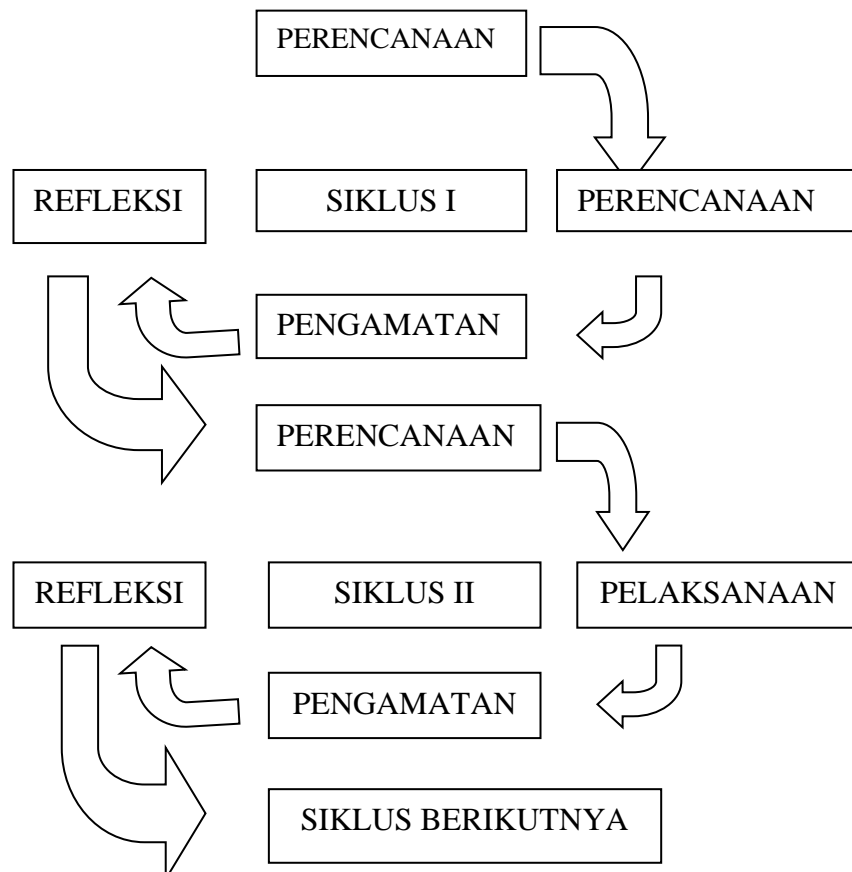 PERENCANAAN
REFLEKSI
SIKLUS I
PERENCANAAN
PENGAMATAN
PERENCANAAN
REFLEKSI
SIKLUS II
PELAKSANAAN
PENGAMATAN
SIKLUS BERIKUTNYA